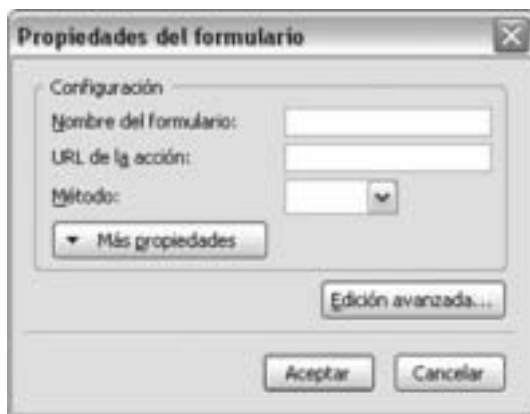 Propiedades del formulario
Configuración
Nombre del formulario:
URL de la acción:
Método:
Más propiedades
Edición avanzada...
Aceptar
Cancelar